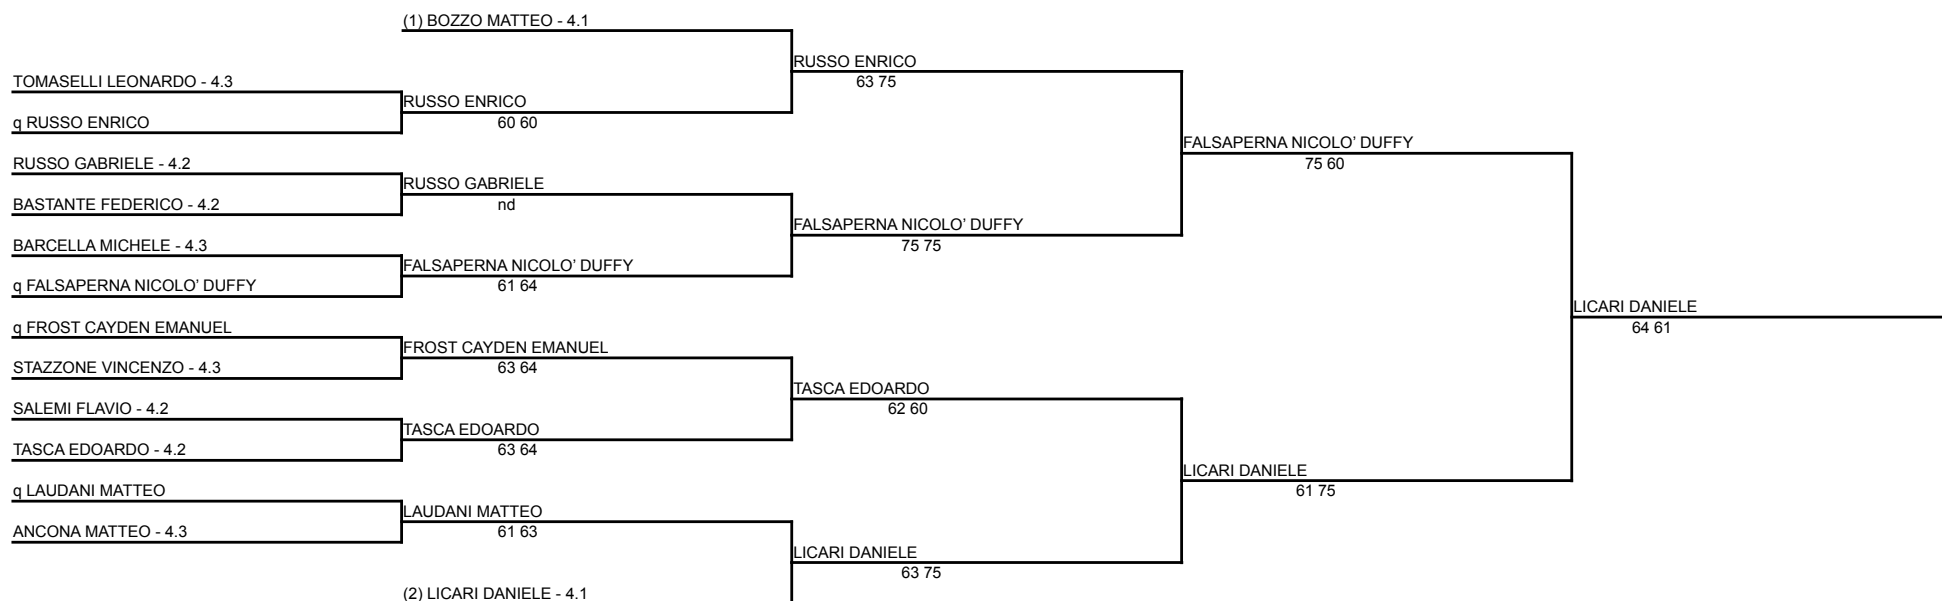 (1) BOZZO MATTEO - 4.1
RUSSO ENRICO
63 75
TOMASELLI LEONARDO - 4.3
RUSSO ENRICO
60 60
q RUSSO ENRICO
FALSAPERNA NICOLO’ DUFFY
75 60
RUSSO GABRIELE - 4.2
RUSSO GABRIELE
nd
BASTANTE FEDERICO - 4.2
FALSAPERNA NICOLO’ DUFFY
75 75
BARCELLA MICHELE - 4.3
FALSAPERNA NICOLO’ DUFFY
61 64
q FALSAPERNA NICOLO’ DUFFY
LICARI DANIELE
64 61
q FROST CAYDEN EMANUEL
FROST CAYDEN EMANUEL
63 64
STAZZONE VINCENZO - 4.3
TASCA EDOARDO
62 60
SALEMI FLAVIO - 4.2
TASCA EDOARDO
63 64
TASCA EDOARDO - 4.2
LICARI DANIELE
61 75
q LAUDANI MATTEO
LAUDANI MATTEO
61 63
ANCONA MATTEO - 4.3
LICARI DANIELE
63 75
(2) LICARI DANIELE - 4.1